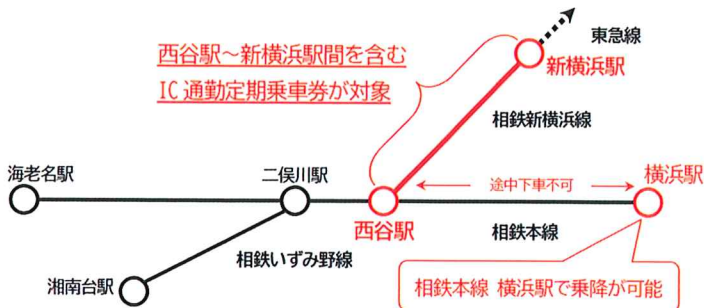 東急線
西谷駅～新横浜駅間を含む
IC 通勤定期乗車券が対象
新横浜駅
相鉄新横浜線
海老名駅
二俣川駅
途中下車不可
横浜駅
西谷駅
相鉄本線
相鉄いずみ野線
湘南台駅
相鉄本線 横浜駅で乗降が可能